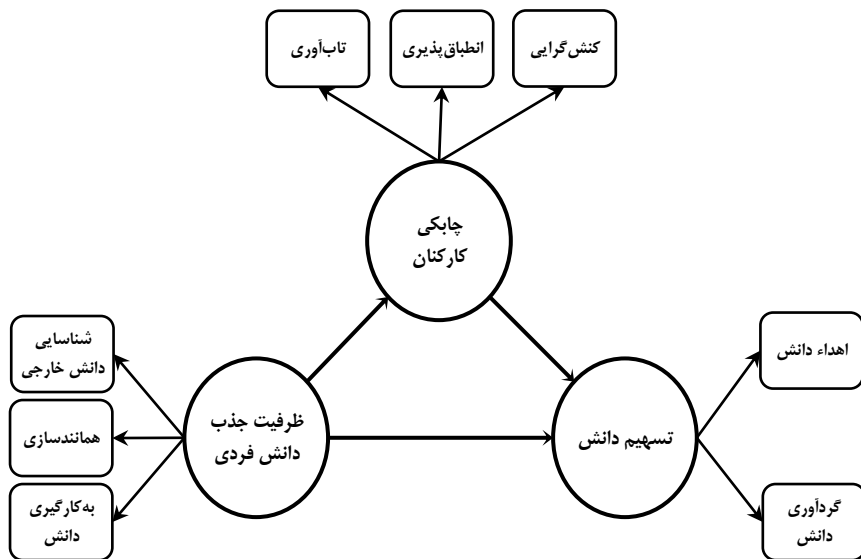 کنش‌گرایی
انطباق‌پذیری
تاب‌آوری
چابکی
کارکنان
شناسایی
دانش خارجی
همانندسازی
به‌کارگیری
دانش
ظرفیت جذب
دانش فردی
تسهیم دانش
اهداء دانش
گردآوری
دانش